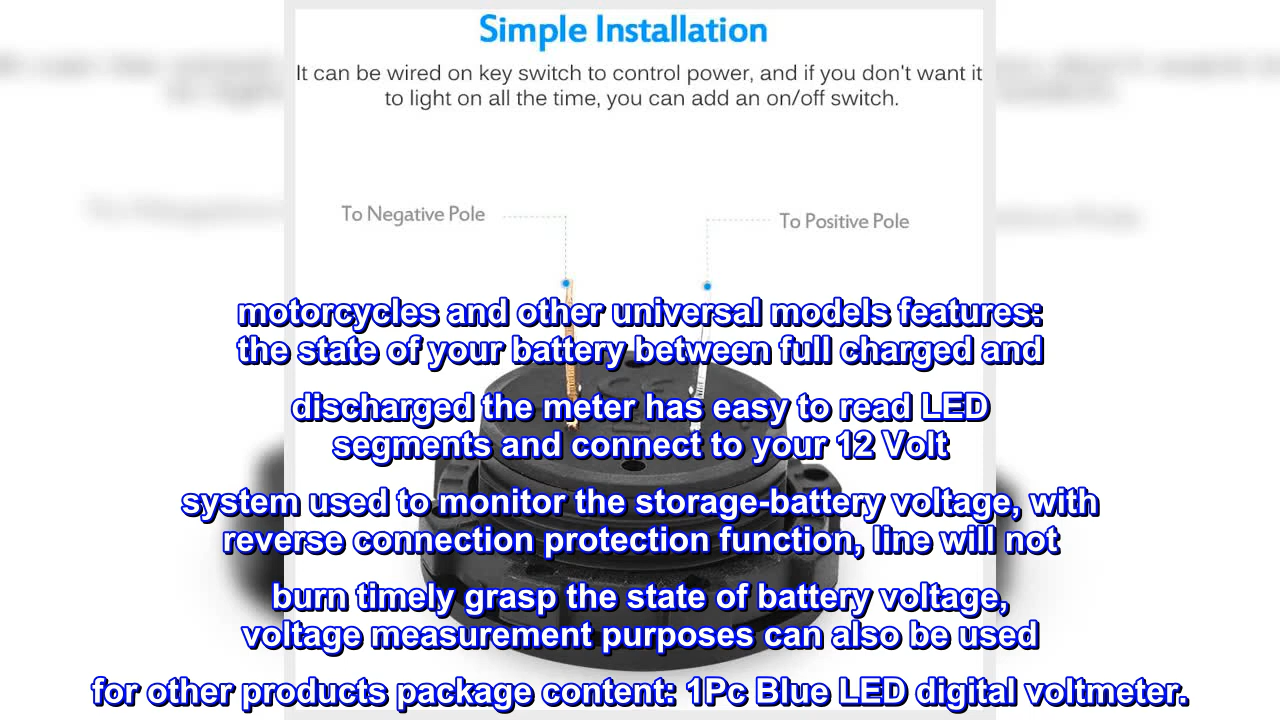 Simple Installation
It can be wired on key switch to control power, and if you don't want it
to light on all the time, you can add an on/off switch.
To Negative Pole
To Positive Pole
motorcycles and other universal models features:
the state of your battery between full charged and
discharged the meter has easy to read LED
segments and connect to your 12 Volt
system used to monitor the storage-battery voltage, with
reverse connection protection function, line will not
burn timely grasp the state of battery voltage,
voltage measurement purposes can also be used
for other products package content: 1Pc Blue LED digital voltmeter.